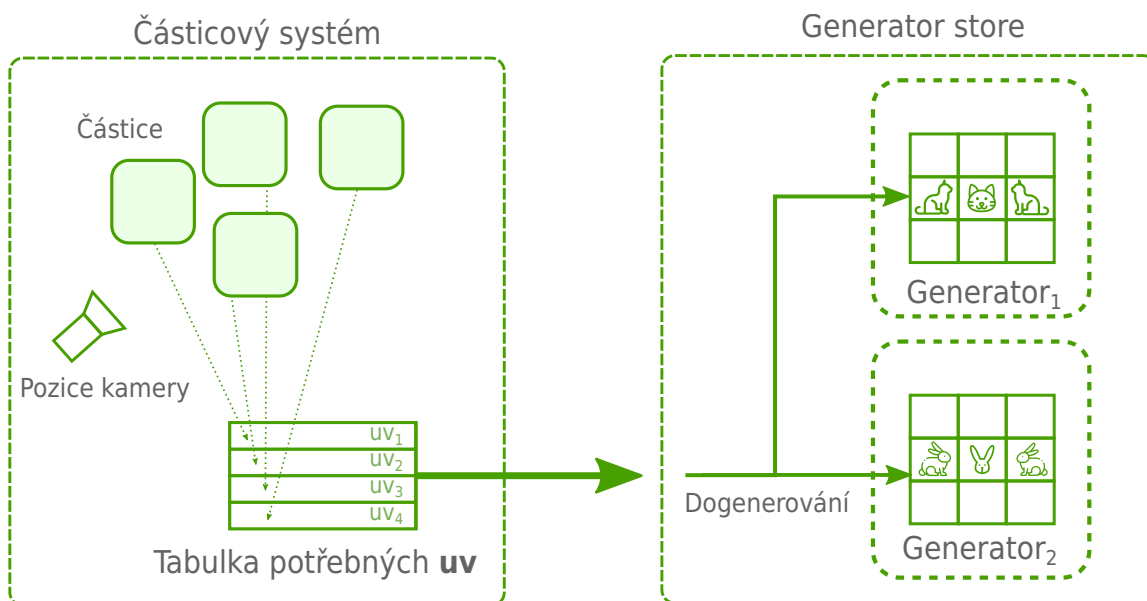 Částicový systém
Generator store
Částice
Pozice kamery
uv₁
uv₂
uv₃
uv₄
Tabulka potřebných uv
Dogenerování
Generator₁
Generator₂